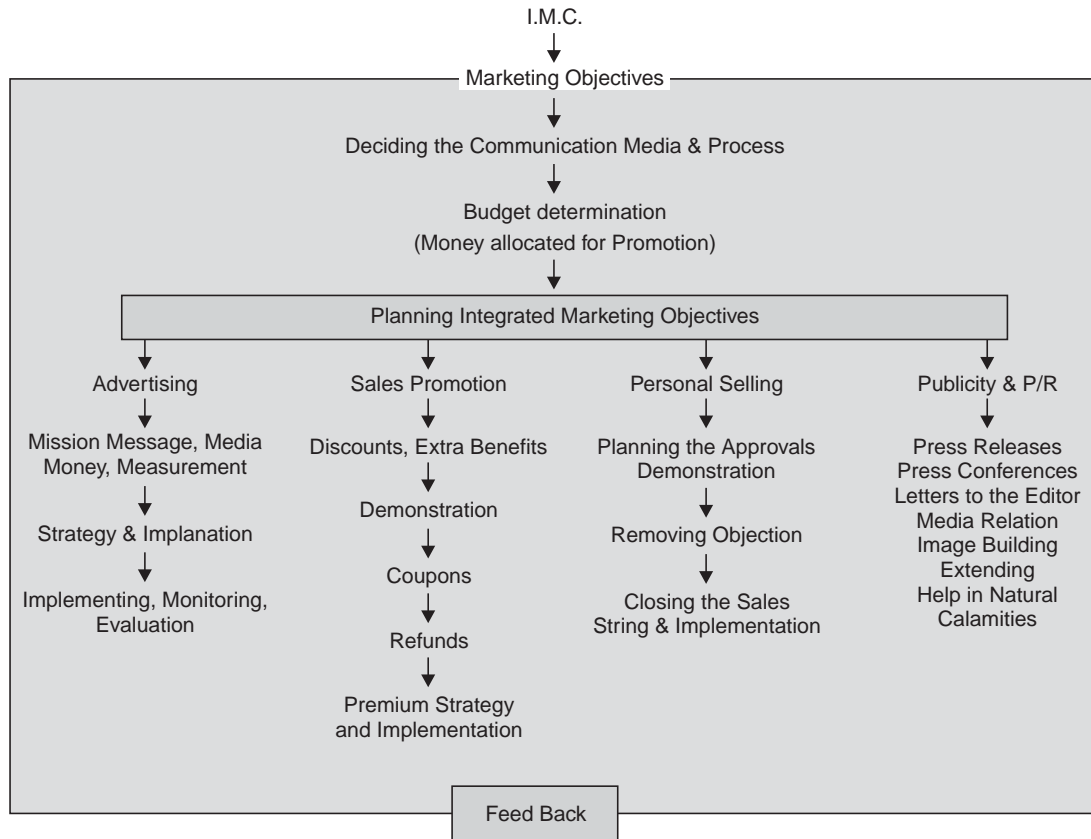 I.M.C.
Marketing Objectives
Deciding the Communication Media & Process
Budget determination
(Money allocated for Promotion)
Planning Integrated Marketing Objectives
Advertising
Mission Message, Media
Money, Measurement
Strategy & Implanation
Implementing, Monitoring,
Evaluation
Sales Promotion
Discounts, Extra Benefits
Demonstration
Coupons
Refunds
Premium Strategy
and Implementation
Personal Selling
Planning the Approvals
Demonstration
Removing Objection
Closing the Sales
String & Implementation
Publicity & P/R
Press Releases
Press Conferences
Letters to the Editor
Media Relation
Image Building
Extending
Help in Natural
Calamities
Feed Back